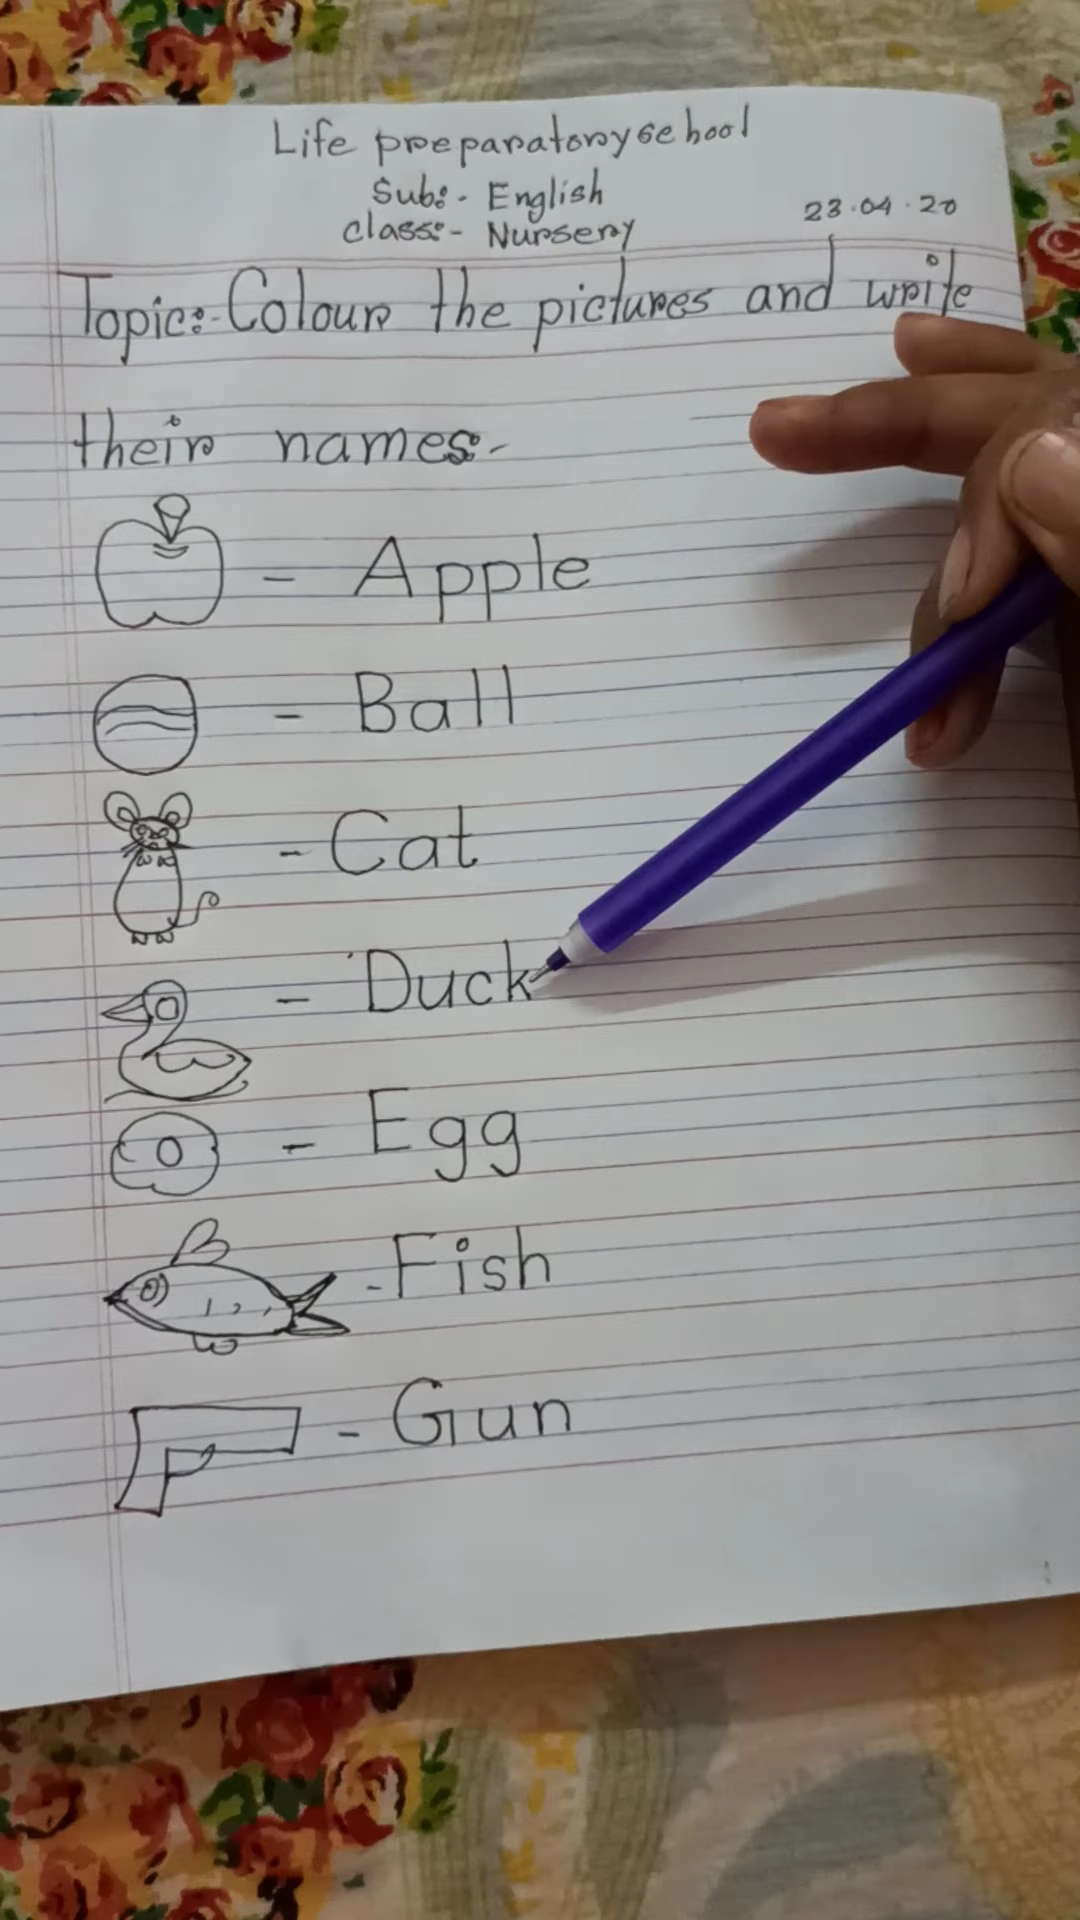 Life preparatory school
Sub:- English
23.04.20
Class:- Nursery
Topic:- Colour the pictures and write
their names:-
- Apple
- Ball
- Cat
- Duck
- Egg
- Fish
- Gun